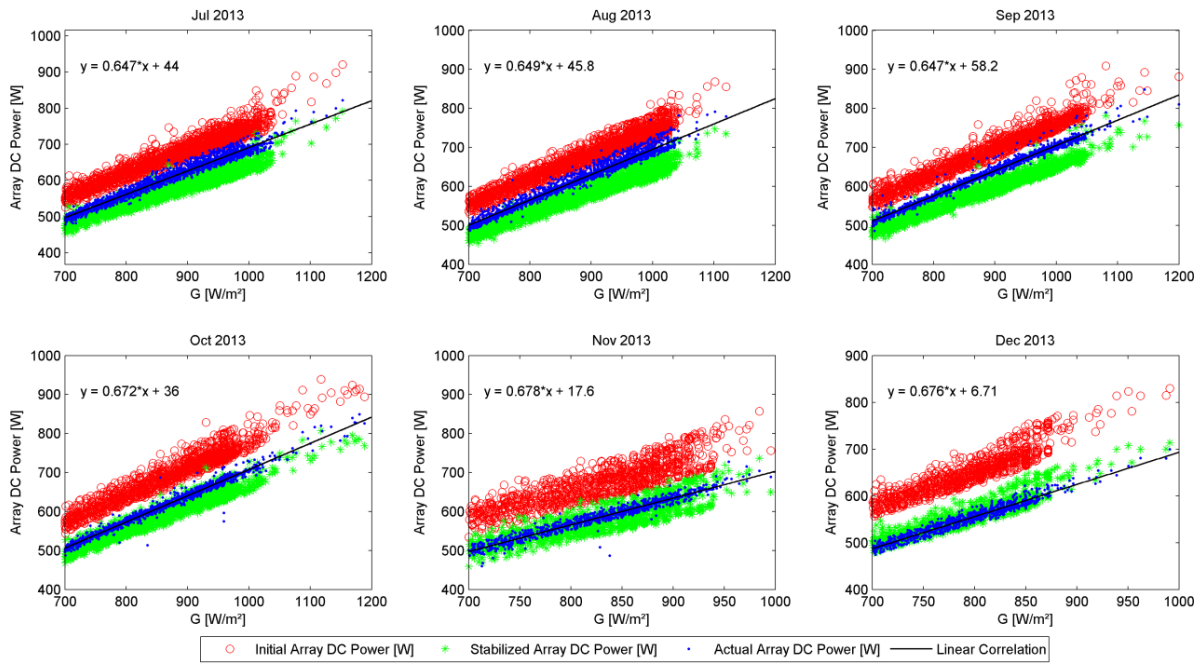 Jul 2013
Aug 2013
Sep 2013
1000
900
800
700
600
500
400
Array DC Power [W]
y = 0.647*x + 44
700 800 900 1000 1100 1200
G [W/m²]
1000
900
800
700
600
500
400
Array DC Power [W]
y = 0.649*x + 45.8
700 800 900 1000 1100 1200
G [W/m²]
1000
900
800
700
600
500
400
Array DC Power [W]
y = 0.647*x + 58.2
700 800 900 1000 1100 1200
G [W/m²]
Oct 2013
Nov 2013
Dec 2013
1000
900
800
700
600
500
400
Array DC Power [W]
y = 0.672*x + 36
700 800 900 1000 1100 1200
G [W/m²]
1000
900
800
700
600
500
400
Array DC Power [W]
y = 0.678*x + 17.6
700 750 800 850 900 950 1000
G [W/m²]
900
800
700
600
500
400
Array DC Power [W]
y = 0.676*x + 6.71
700 750 800 850 900 950 1000
G [W/m²]
Initial Array DC Power [W] Stabilized Array DC Power [W] Actual Array DC Power [W] Linear Correlation